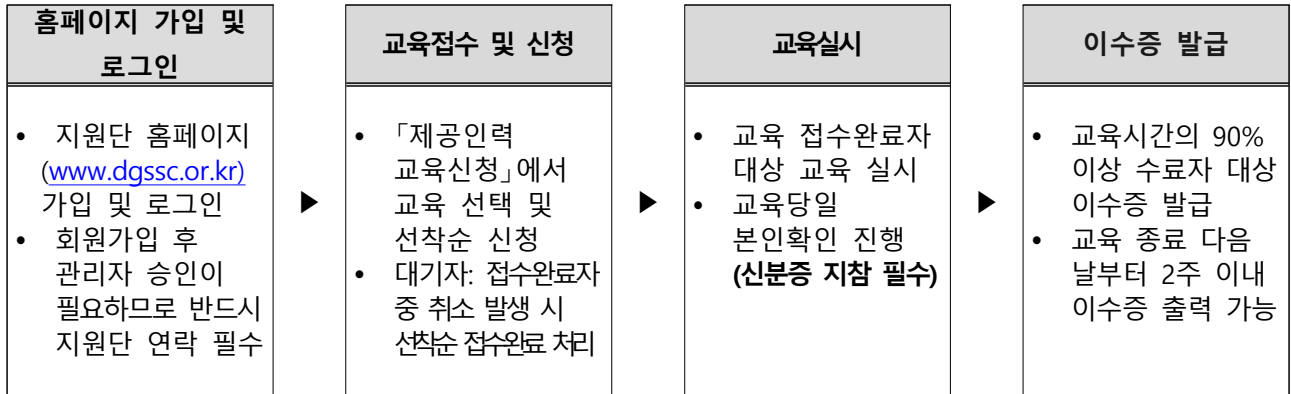 홈페이지 가입 및
로그인
• 지원단 홈페이지
(www.dgssc.or.kr)
가입 및 로그인
• 회원가입 후
관리자 승인이
필요하므로 반드시
지원단 연락 필수
▶
교육접수 및 신청
• 「제공인력
교육신청」에서
교육 선택 및
선착순 신청
• 대기자: 접수완료자
중 취소 발생 시
선착순 접수완료 처리
▶
교육실시
• 교육 접수완료자
대상 교육 실시
• 교육당일
본인확인 진행
(신분증 지참 필수)
▶
이수증 발급
• 교육시간의 90%
이상 수료자 대상
이수증 발급
• 교육 종료 다음
날부터 2주 이내
이수증 출력 가능